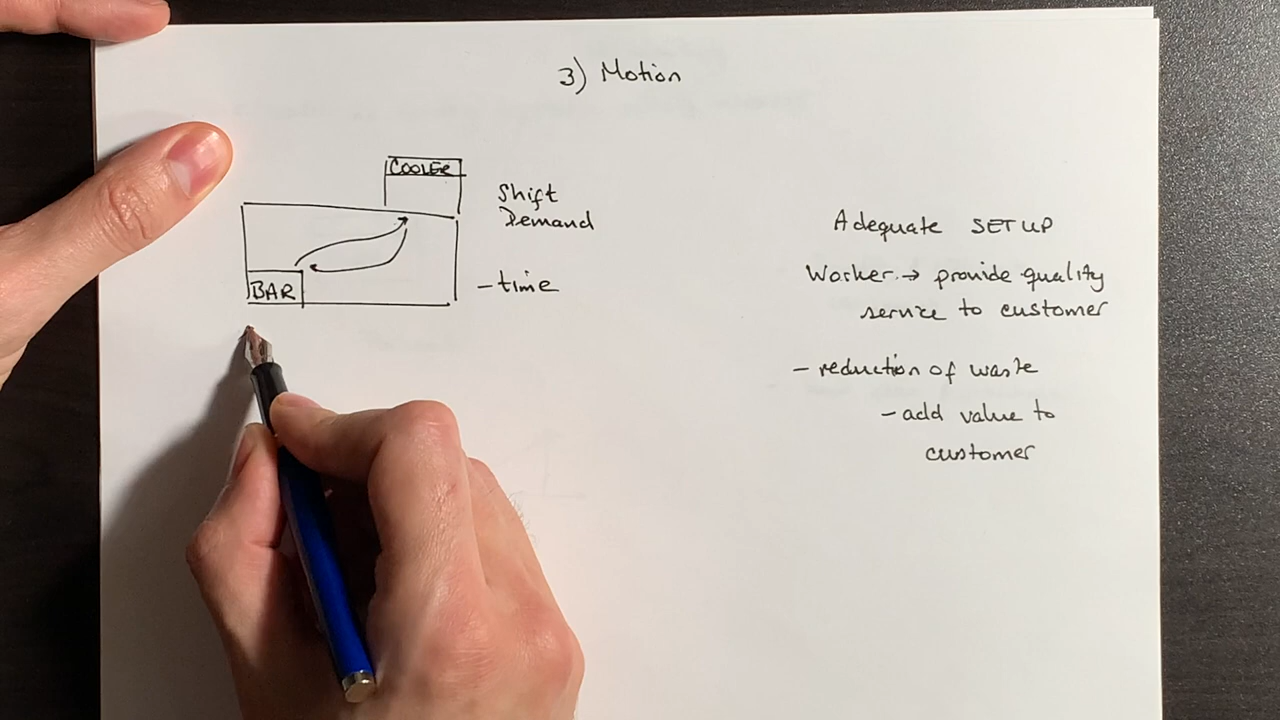 3) Motion
COOLER
Shift
Demand
BAR
- time
Adequate SETUP
Worker → provide quality
service to customer
- reduction of waste
- add value to
customer